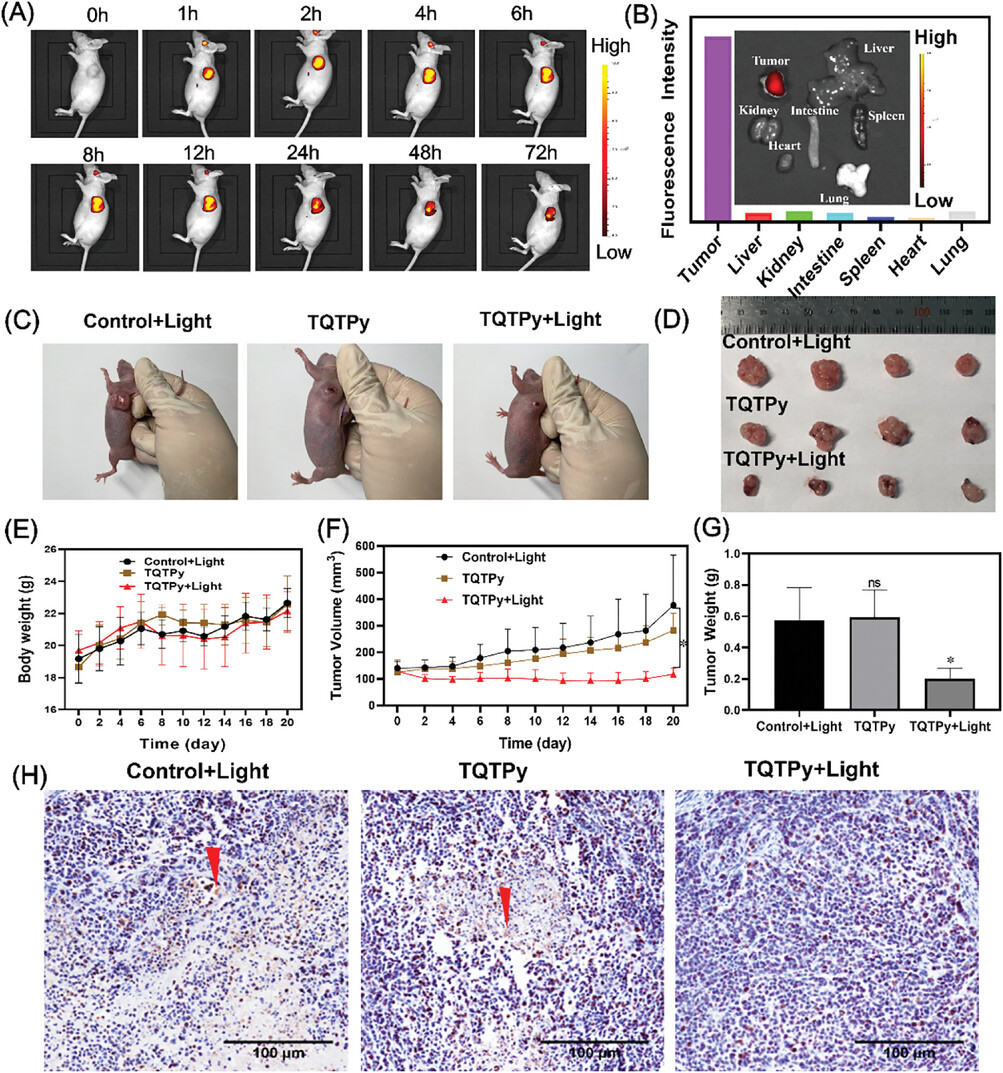 (A)
0h 1h 2h 4h 6h
High
8h 12h 24h 48h 72h
Low
(B)
Fluorescence Intensity
Tumor
Liver
Kidney
Intestine
Spleen
Heart
Lung
High
Low
Tumor
Liver
Kidney
Intestine
Spleen
Heart
Lung
(C)
Control+Light TQTPy TQTPy+Light
(D)
100
Control+Light
TQTPy
TQTPy+Light
(E)
Body weight (g)
26
24
22
20
18
16
Control+Light
TQTPy
TQTPy+Light
0 2 4 6 8 10 12 14 16 18 20
Time (day)
(F)
Tumor Volume (mm³)
600
500
400
300
200
100
0
Control+Light
TQTPy
TQTPy+Light
*
0 2 4 6 8 10 12 14 16 18 20
Time (day)
(G)
Tumor Weight (g)
1.0
0.8
0.6
0.4
0.2
0.0
ns
*
Control+Light TQTPy TQTPy+Light
(H)
Control+Light TQTPy TQTPy+Light
100 µm 100 µm 100 µm